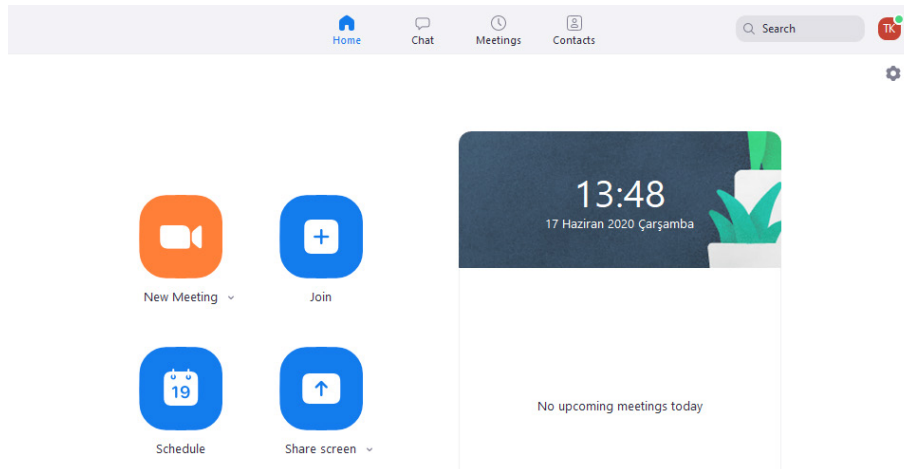 Home
Chat
Meetings
Contacts
Search
TK
13:48
17 Haziran 2020 Çarşamba
New Meeting
Join
19
Schedule
Share screen
No upcoming meetings today